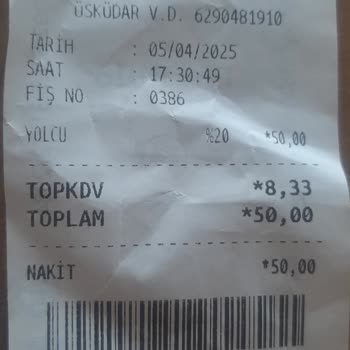 ÜSKÜDAR V.D. 6290481910
TARİH : 05/04/2025
SAAT : 17:30:49
FİŞ NO : 0386
YOLCU %20 *50,00
TOPKDV *8,33
TOPLAM *50,00
NAKİT *50,00